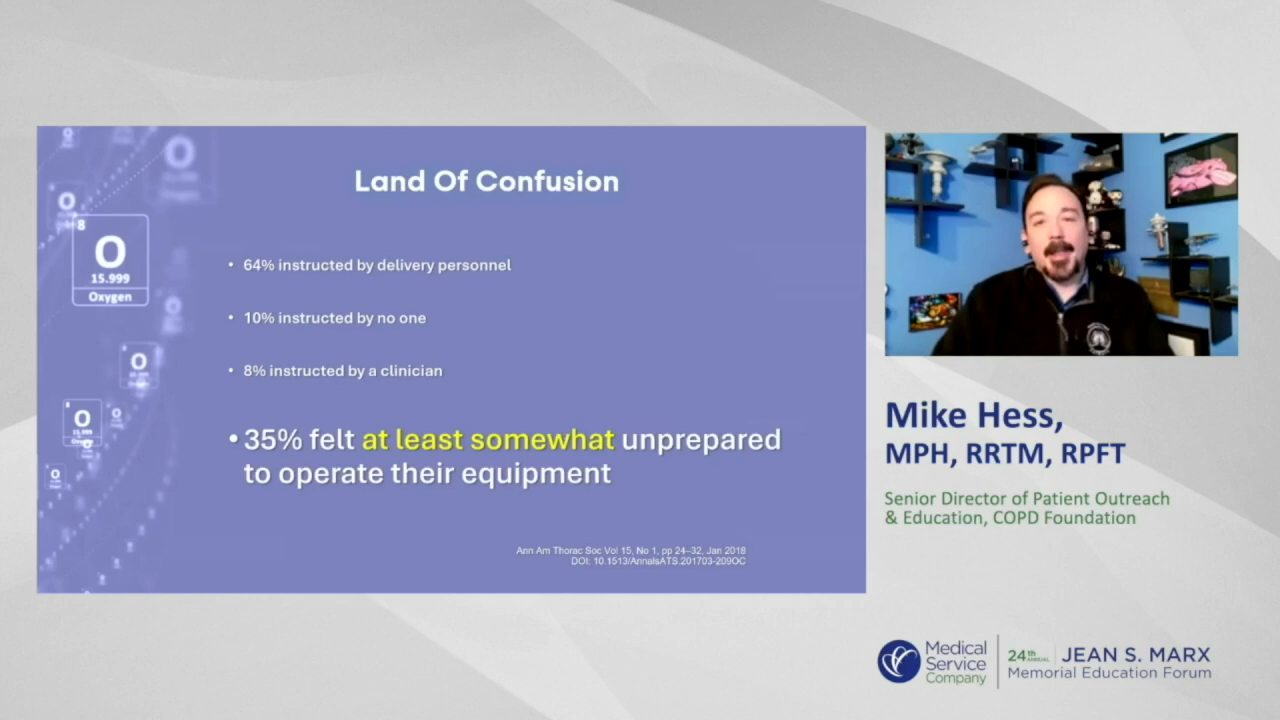 Land Of Confusion
• 64% instructed by delivery personnel
• 10% instructed by no one
• 8% instructed by a clinician
• 35% felt at least somewhat unprepared
to operate their equipment
Ann Am Thorac Soc Vol 15, No 1, pp 24–32, Jan 2018
DOI: 10.1513/AnnalsATS.201703-209OC
8
O
15.999
Oxygen
O
O
O
O
O
O
O
O
Mike Hess,
MPH, RRTM, RPFT
Senior Director of Patient Outreach
& Education, COPD Foundation
Medical
Service
Company
24th ANNUAL
JEAN S. MARX
Memorial Education Forum